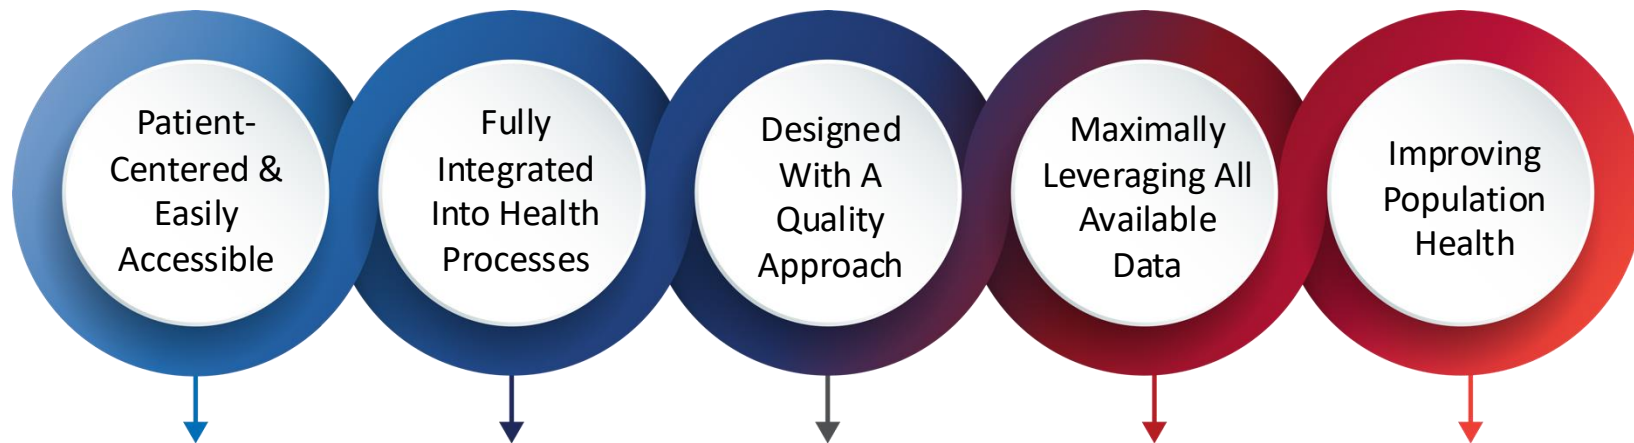 Patient-
Centered &
Easily
Accessible
Fully
Integrated
Into Health
Processes
Designed
With A
Quality
Approach
Maximally
Leveraging All
Available
Data
Improving
Population
Health